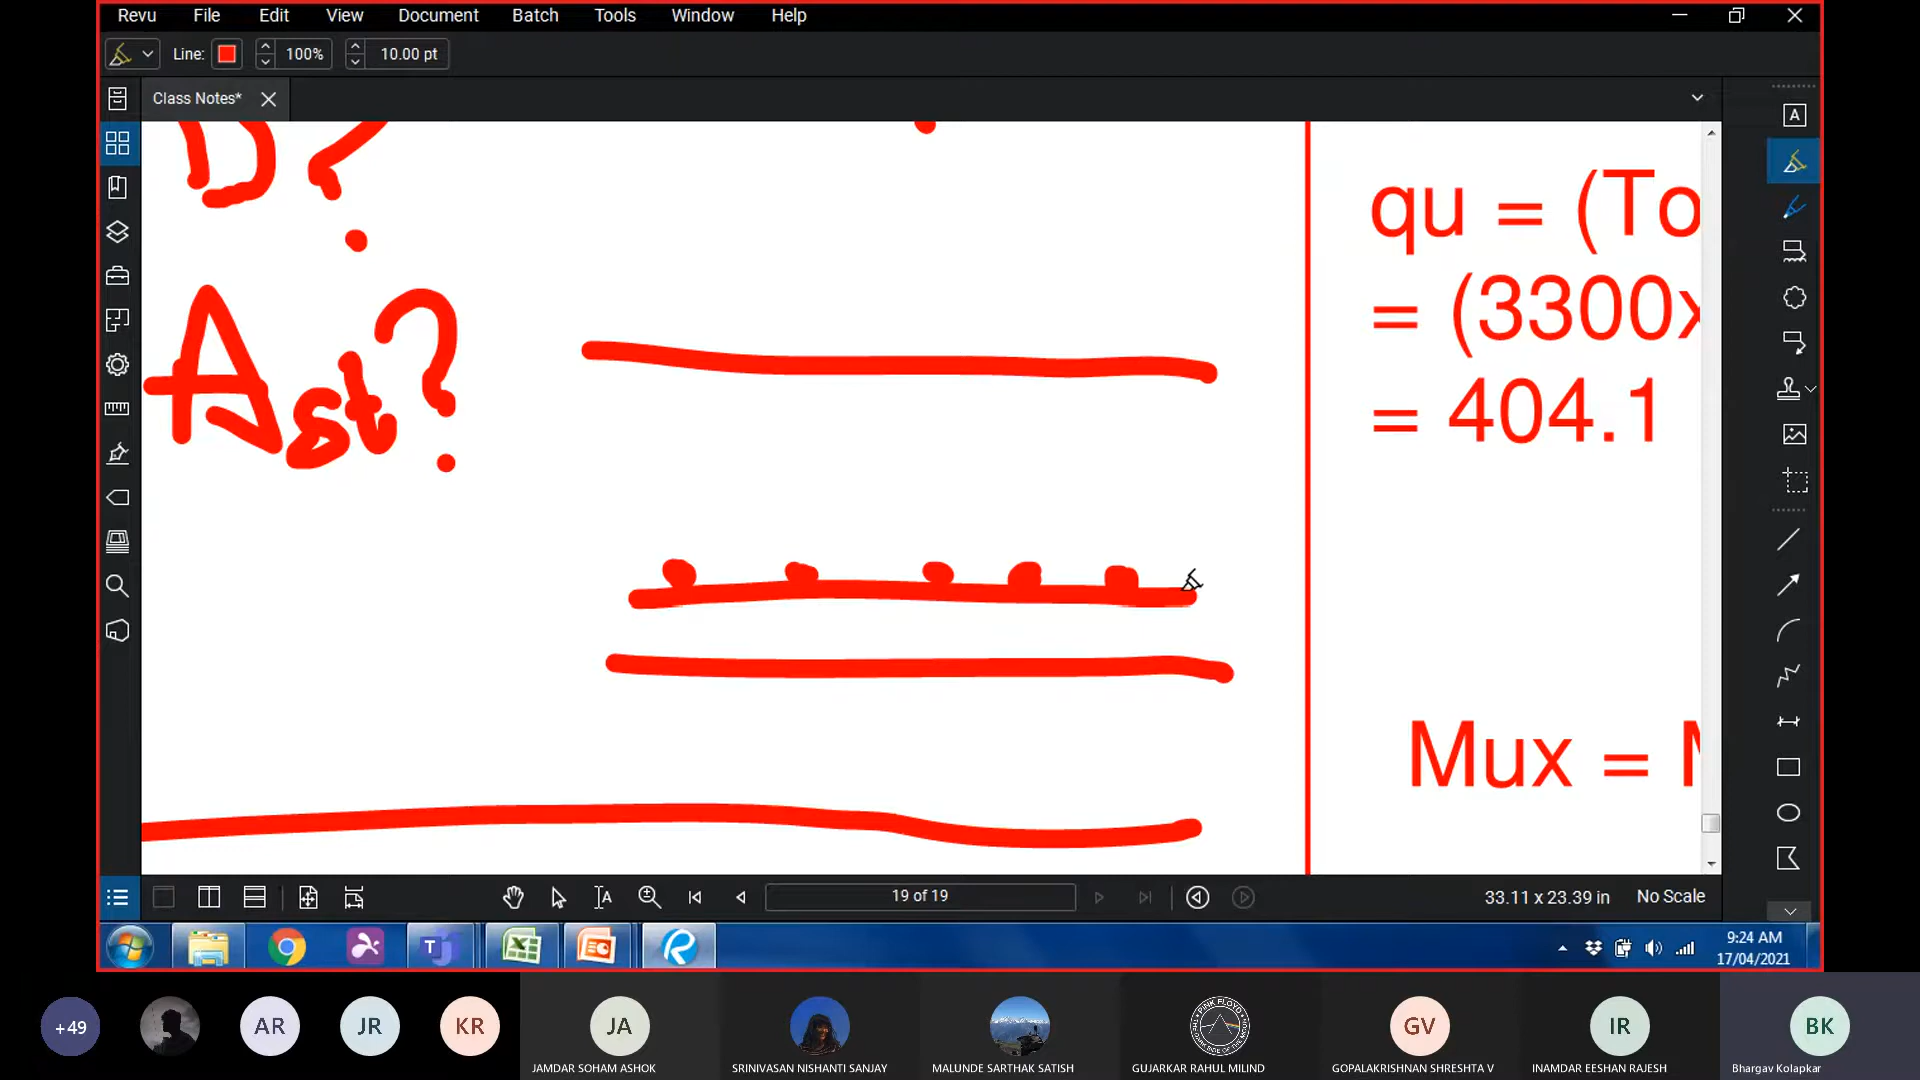 Revu File Edit View Document Batch Tools Window Help
Line: 100% 10.00 pt
Class Notes*
D?
Ast?
qu = (To
= (3300x
= 404.1
Mux = M
19 of 19
33.11 x 23.39 in No Scale
9:24 AM
17/04/2021
+49
AR
JR
KR
JA
GV
IR
BK
JAMDAR SOHAM ASHOK
SRINIVASAN NISHANTI SANJAY
MALUNDE SARTHAK SATISH
GUJARKAR RAHUL MILIND
GOPALAKRISHNAN SHRESHTA V
INAMDAR EESHAN RAJESH
Bhargav Kolapkar